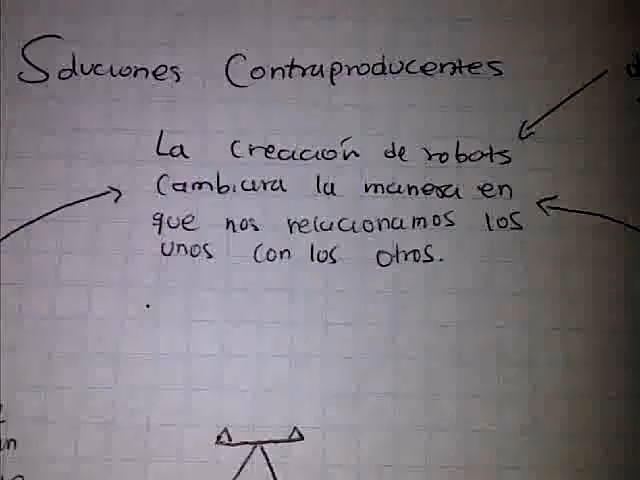 Soluciones Contraproducentes
La creación de robots
Cambiara la manera en
que nos relacionamos los
unos con los otros.